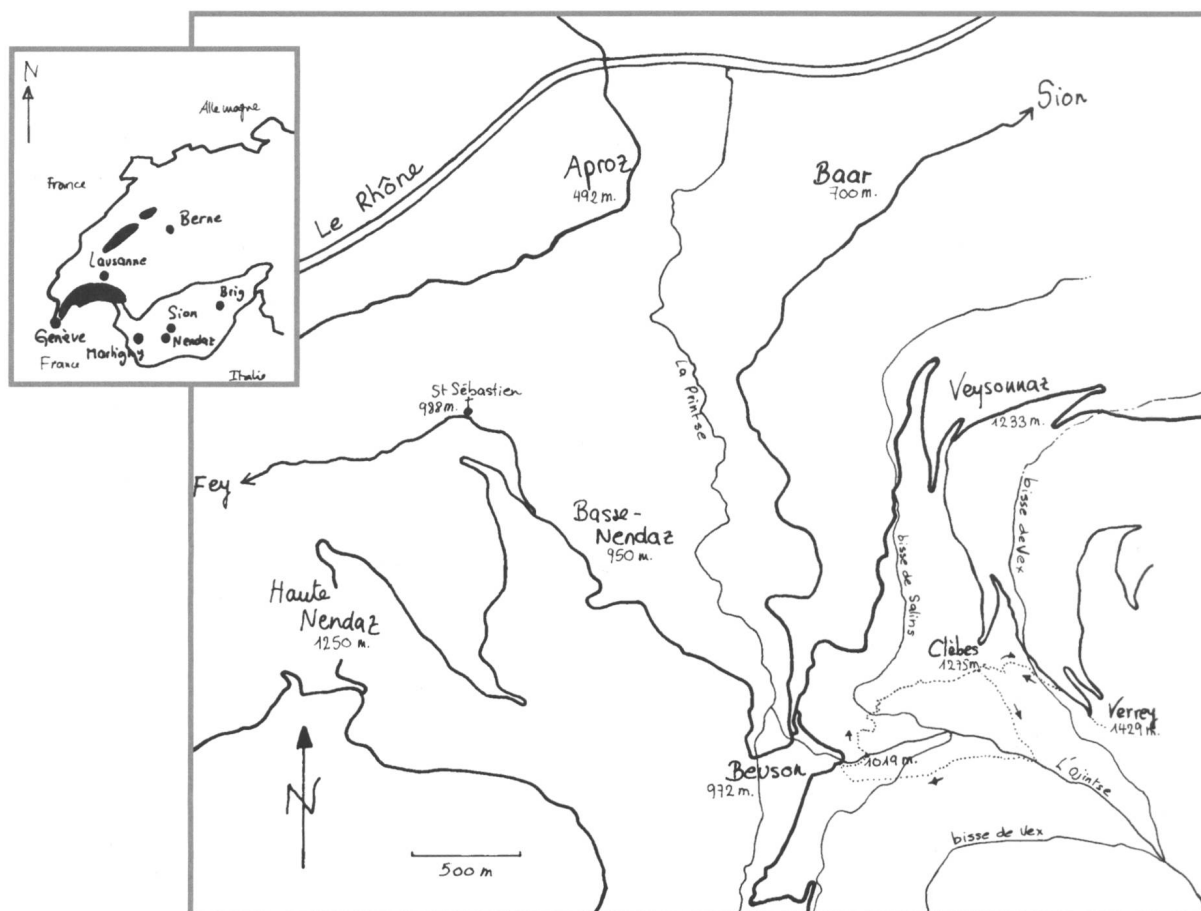 N
Allemagne
France
Berne
Lausanne
Brig
Sion
Genève
Martigny
Nendaz
France
Italie
Le Rhône
Aproz
492 m.
Baar
700 m.
Sion
La Printse
St Sébastien
988 m.
Fey
Veysonnaz
1233 m.
Basse-
Nendaz
950 m.
bisse de Salins
bisse de Vex
Haute
Nendaz
1250 m.
Clèbes
1275 m.
Verrey
1429 m.
Beuson
972 m.
1019 m.
L'Ojintse
bisse de Vex
N
500 m